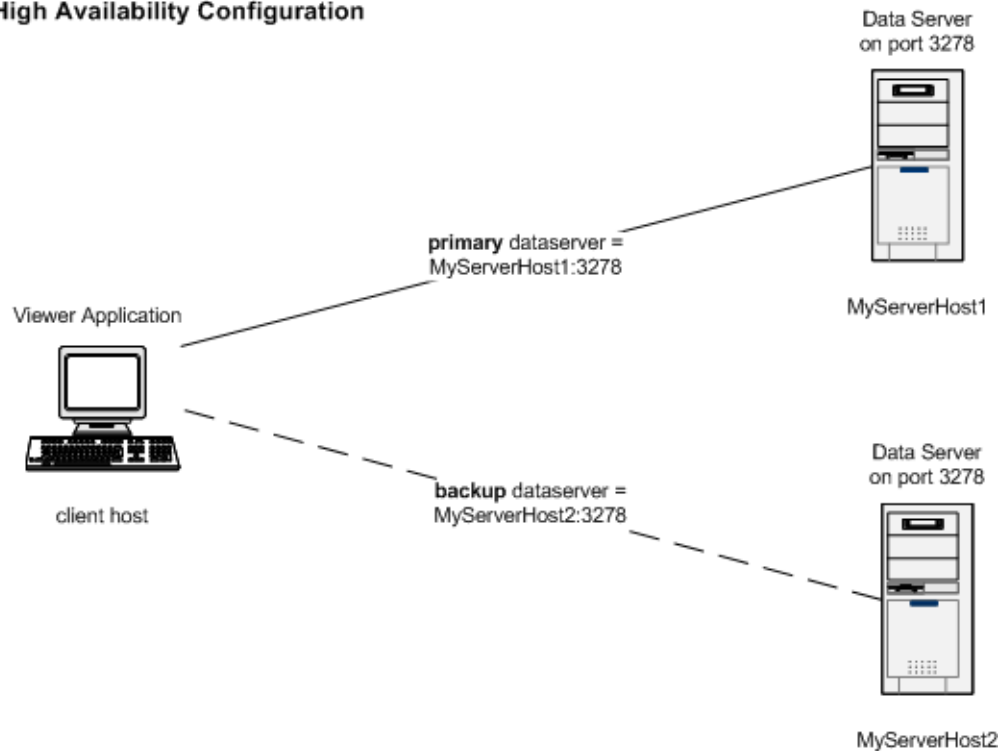 High Availability Configuration
Data Server
on port 3278
primary dataserver =
MyServerHost1:3278
MyServerHost1
Viewer Application
client host
Data Server
on port 3278
backup dataserver =
MyServerHost2:3278
MyServerHost2